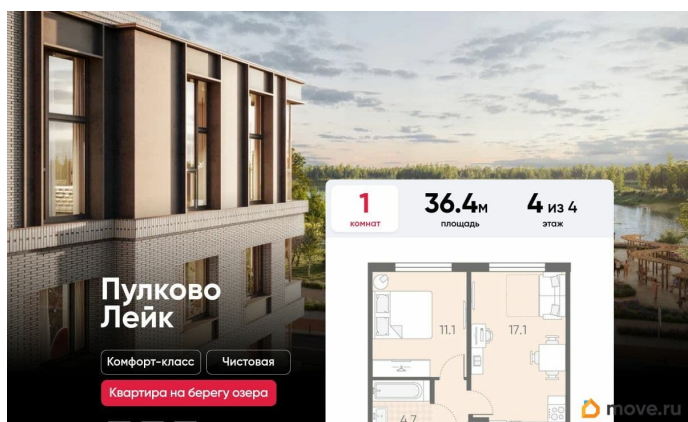 1
комнат
36.4м
площадь
4 из 4
этаж
Пулково
Лейк
11.1
17.1
Комфорт-класс
Чистовая
Квартира на берегу озера
4.7
move.ru